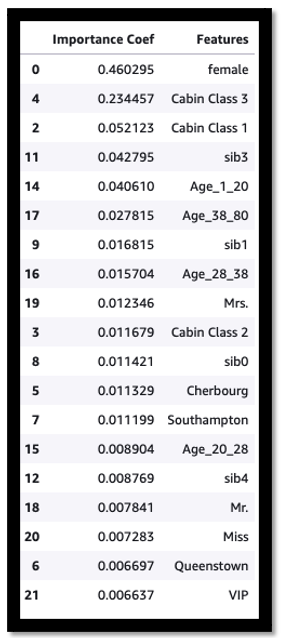 Importance Coef Features
0 0.460295 female
4 0.234457 Cabin Class 3
2 0.052123 Cabin Class 1
11 0.042795 sib3
14 0.040610 Age_1_20
17 0.027815 Age_38_80
9 0.016815 sib1
16 0.015704 Age_28_38
19 0.012346 Mrs.
3 0.011679 Cabin Class 2
8 0.011421 sib0
5 0.011329 Cherbourg
7 0.011199 Southampton
15 0.008904 Age_20_28
12 0.008769 sib4
18 0.007841 Mr.
20 0.007283 Miss
6 0.006697 Queenstown
21 0.006637 VIP